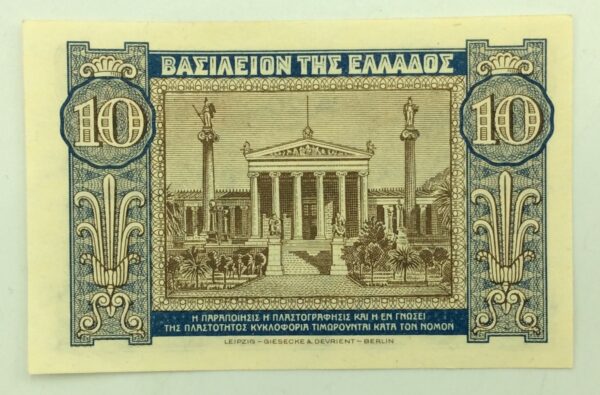 ΒΑΣΙΛΕΙΟΝ ΤΗΣ ΕΛΛΑΔΟΣ
10 10
Η ΠΑΡΑΠΟΙΗΣΙΣ Η ΠΛΑΣΤΟΓΡΑΦΗΣΙΣ ΚΑΙ Η ΕΝ ΓΝΩΣΕΙ
ΤΗΣ ΠΛΑΣΤΟΤΗΤΟΣ ΚΥΚΛΟΦΟΡΙΑ ΤΙΜΩΡΟΥΝΤΑΙ ΚΑΤΑ ΤΟΝ ΝΟΜΟΝ
LEIPZIG – GIESECKE & DEVRIENT – BERLIN